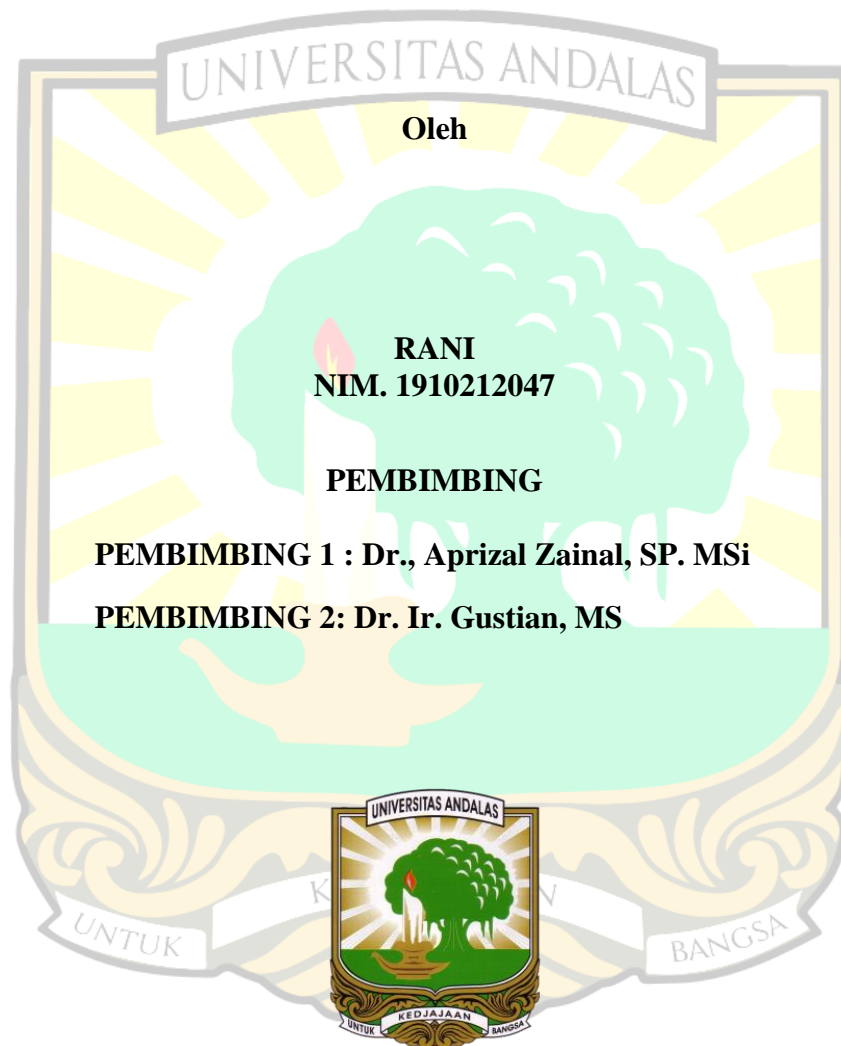 UNIVERSITAS ANDALAS
Oleh
RANI
NIM. 1910212047
PEMBIMBING
PEMBIMBING 1 : Dr., Aprizal Zainal, SP. MSi
PEMBIMBING 2: Dr. Ir. Gustian, MS
UNIVERSITAS ANDALAS
UNTUK
BANGSA
UNTUK KEDJAJAAN BANGSA